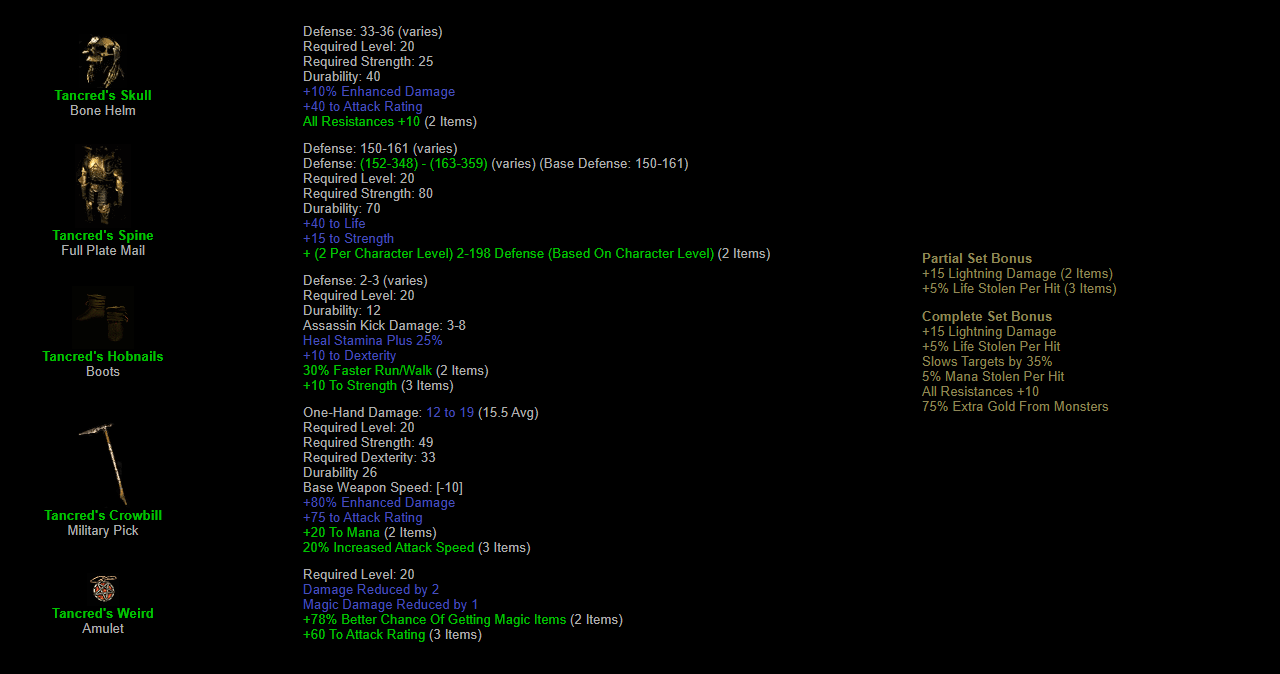 Tancred's Skull
Bone Helm
Defense: 33-36 (varies)
Required Level: 20
Required Strength: 25
Durability: 40
+10% Enhanced Damage
+40 to Attack Rating
All Resistances +10 (2 Items)
Tancred's Spine
Full Plate Mail
Defense: 150-161 (varies)
Defense: (152-348) - (163-359) (varies) (Base Defense: 150-161)
Required Level: 20
Required Strength: 80
Durability: 70
+40 to Life
+15 to Strength
+ (2 Per Character Level) 2-198 Defense (Based On Character Level) (2 Items)
Tancred's Hobnails
Boots
Defense: 2-3 (varies)
Required Level: 20
Durability: 12
Assassin Kick Damage: 3-8
Heal Stamina Plus 25%
+10 to Dexterity
30% Faster Run/Walk (2 Items)
+10 To Strength (3 Items)
Tancred's Crowbill
Military Pick
One-Hand Damage: 12 to 19 (15.5 Avg)
Required Level: 20
Required Strength: 49
Required Dexterity: 33
Durability 26
Base Weapon Speed: [-10]
+80% Enhanced Damage
+75 to Attack Rating
+20 To Mana (2 Items)
20% Increased Attack Speed (3 Items)
Tancred's Weird
Amulet
Required Level: 20
Damage Reduced by 2
Magic Damage Reduced by 1
+78% Better Chance Of Getting Magic Items (2 Items)
+60 To Attack Rating (3 Items)
Partial Set Bonus
+15 Lightning Damage (2 Items)
+5% Life Stolen Per Hit (3 Items)
Complete Set Bonus
+15 Lightning Damage
+5% Life Stolen Per Hit
Slows Targets by 35%
5% Mana Stolen Per Hit
All Resistances +10
75% Extra Gold From Monsters